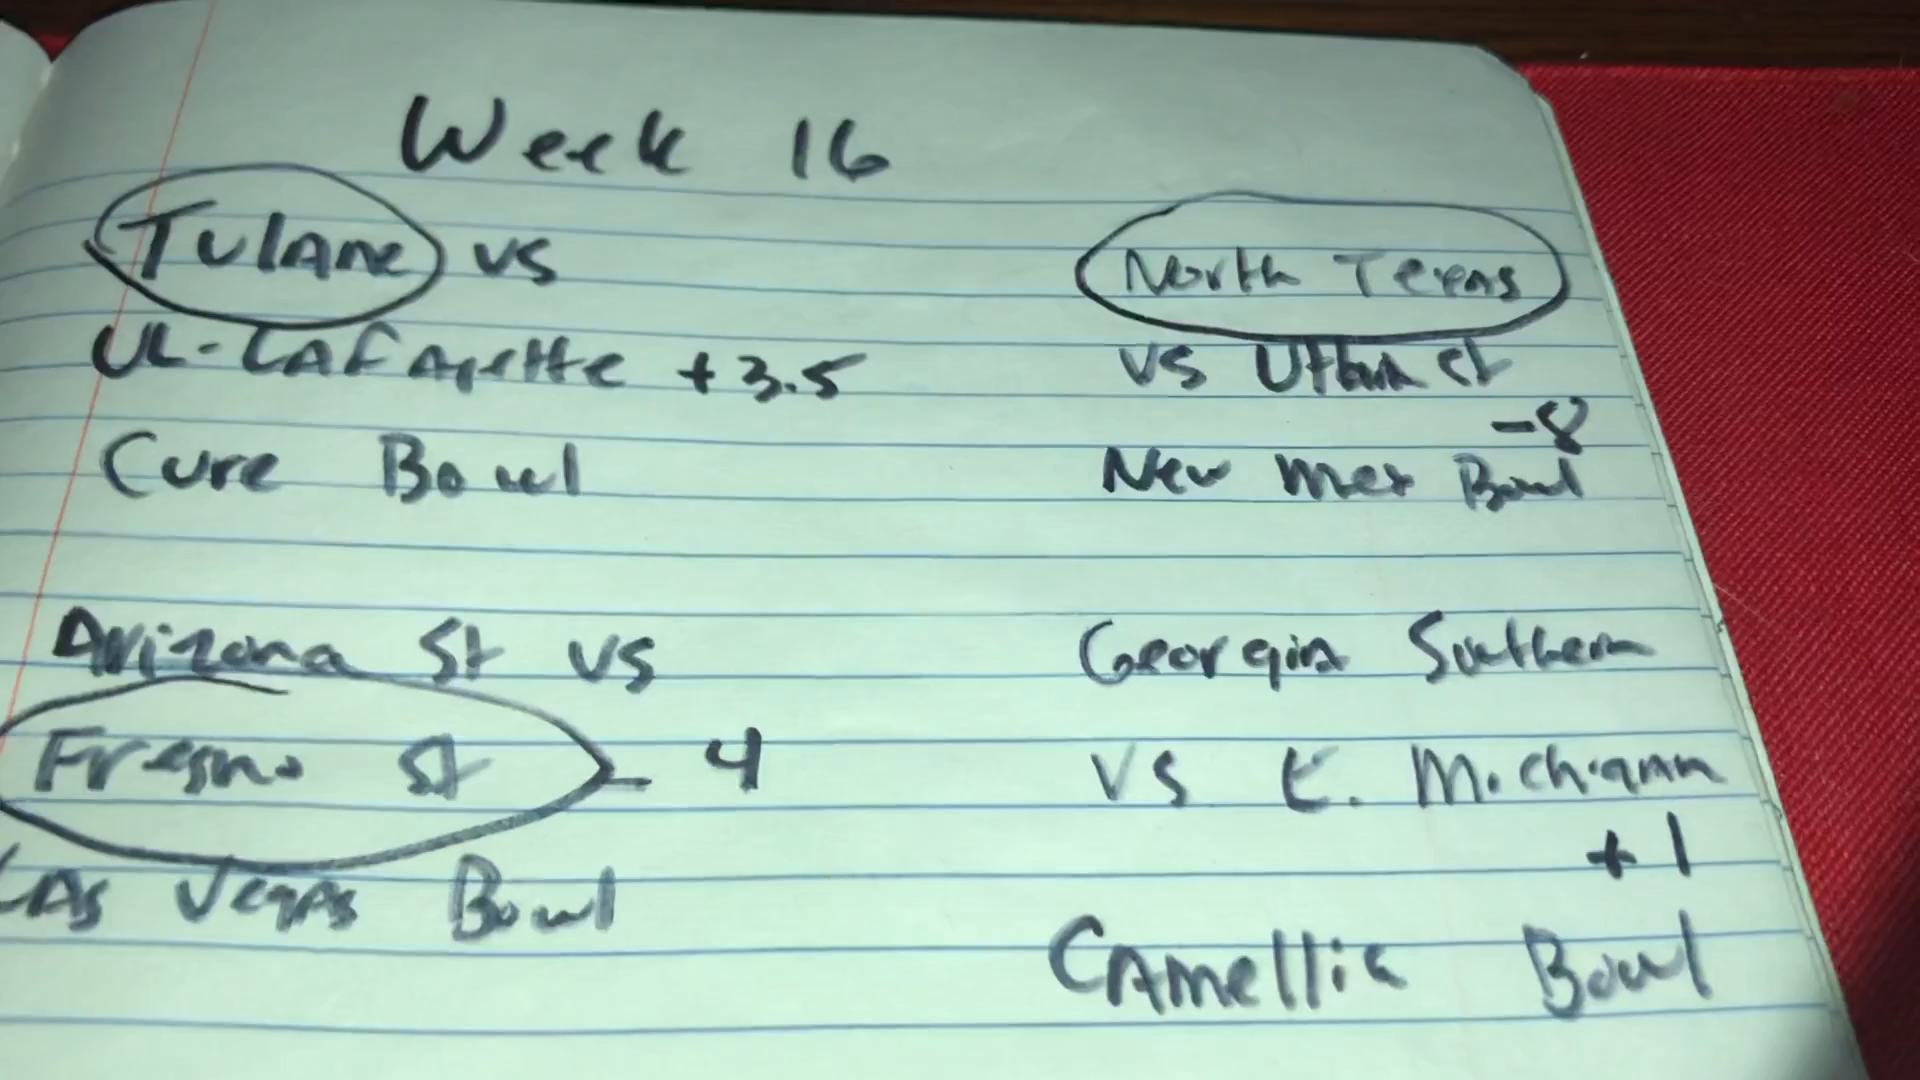 Week 16
Tulane vs
UL-Lafayette +3.5
Cure Bowl
North Texas
vs Utah St
-8
New Mex Bowl
Arizona St vs
Fresno St - 4
Las Vegas Bowl
Georgia Southern
vs E. Michigan
+1
Camellia Bowl